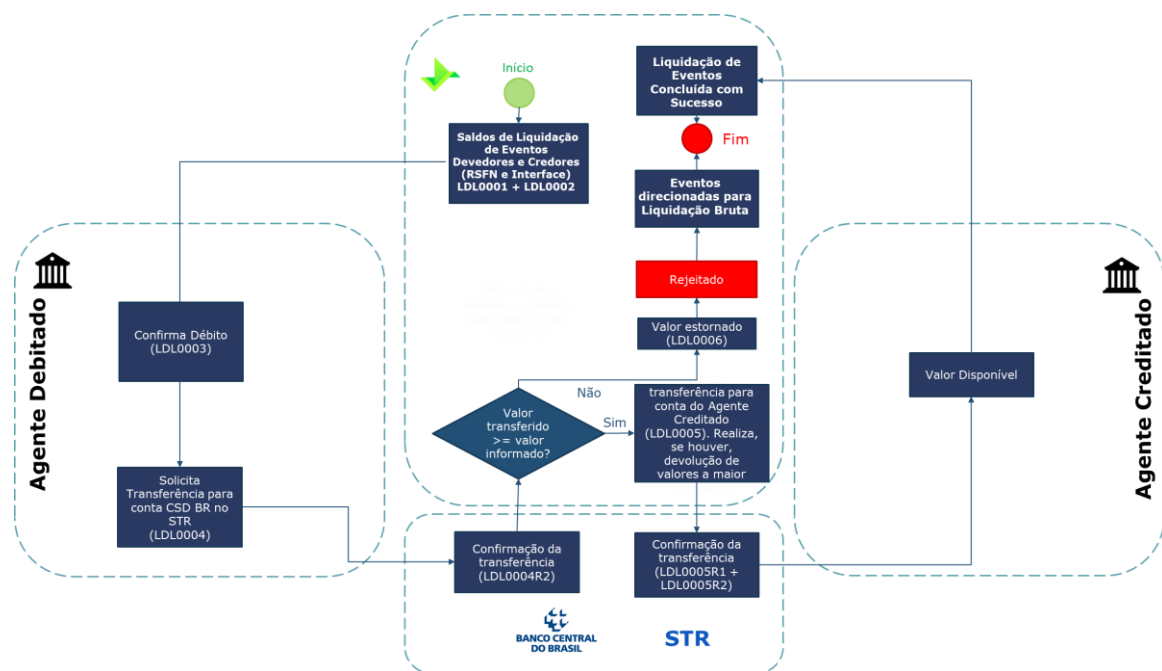 Início
Saldos de Liquidação
de Eventos
Devedores e Credores
(RSFN e Interface)
LDL0001 + LDL0002
Liquidação de
Eventos
Concluída com
Sucesso
Fim
Eventos
direcionadas para
Liquidação Bruta
Rejeitado
Valor estornado
(LDL0006)
Agente Debitado
Confirma Débito
(LDL0003)
Solicita
Transferência para
conta CSD BR no
STR
(LDL0004)
Não
Valor
transferido
>= valor
informado?
Sim
transferência para
conta do Agente
Creditado
(LDL0005). Realiza,
se houver,
devolução de
valores a maior
Confirmação da
transferência
(LDL0004R2)
Confirmação da
transferência
(LDL0005R1 +
LDL0005R2)
BANCO CENTRAL
DO BRASIL
STR
Valor Disponível
Agente Creditado